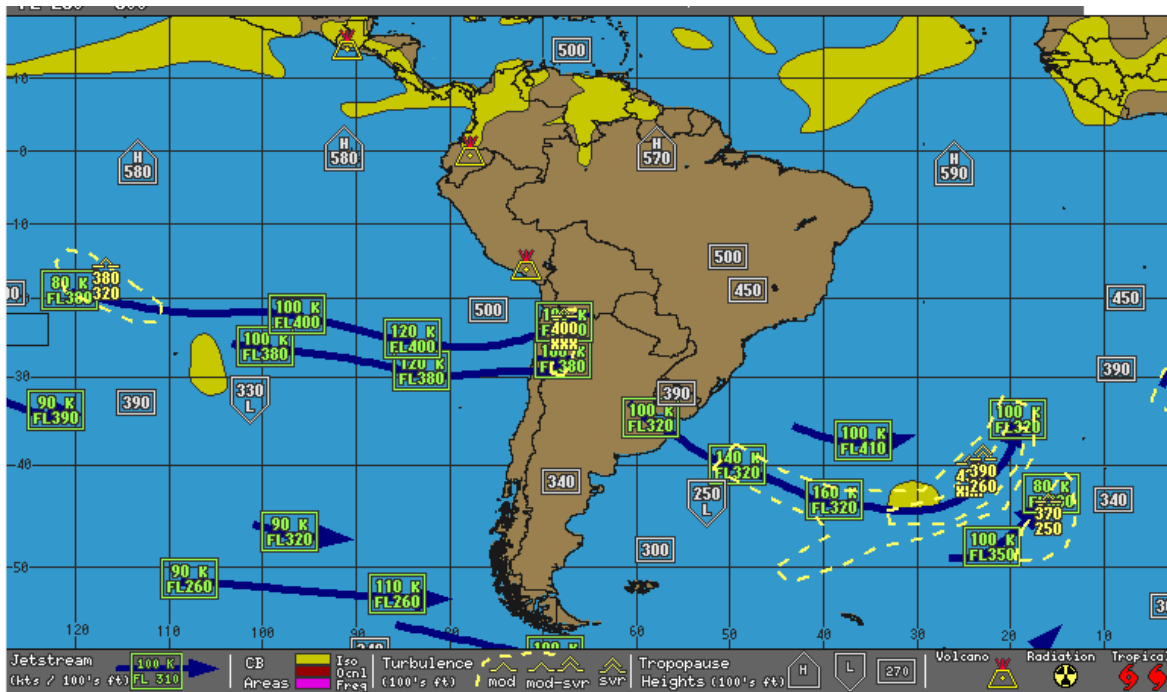 500
10
H
580
H
580
H
570
H
590
0
10
500
450
500
450
80 K
FL380
380
320
100 K
FL400
120 K
FL400
100 K
FL380
120 K
FL380
400
XXX
FL380
30
390
330
L
390
390
90 K
FL390
100 K
FL320
100 K
FL410
100 K
FL320
140 K
FL320
160 K
FL320
390
260
80 K
370
250
340
40
250
L
340
300
90 K
FL320
100 K
FL350
50
90 K
FL260
110 K
FL260
120
110
100
90
80
60
50
40
30
20
10
Jetstream
(kts / 100's ft)
100 K
FL 310
CB
Areas
Iso
Ocnl
Freq
Turbulence
(100's ft)
mod
mod-svr
svr
Tropopause
Heights (100's ft)
H
L
270
Volcano
Radiation
Tropical